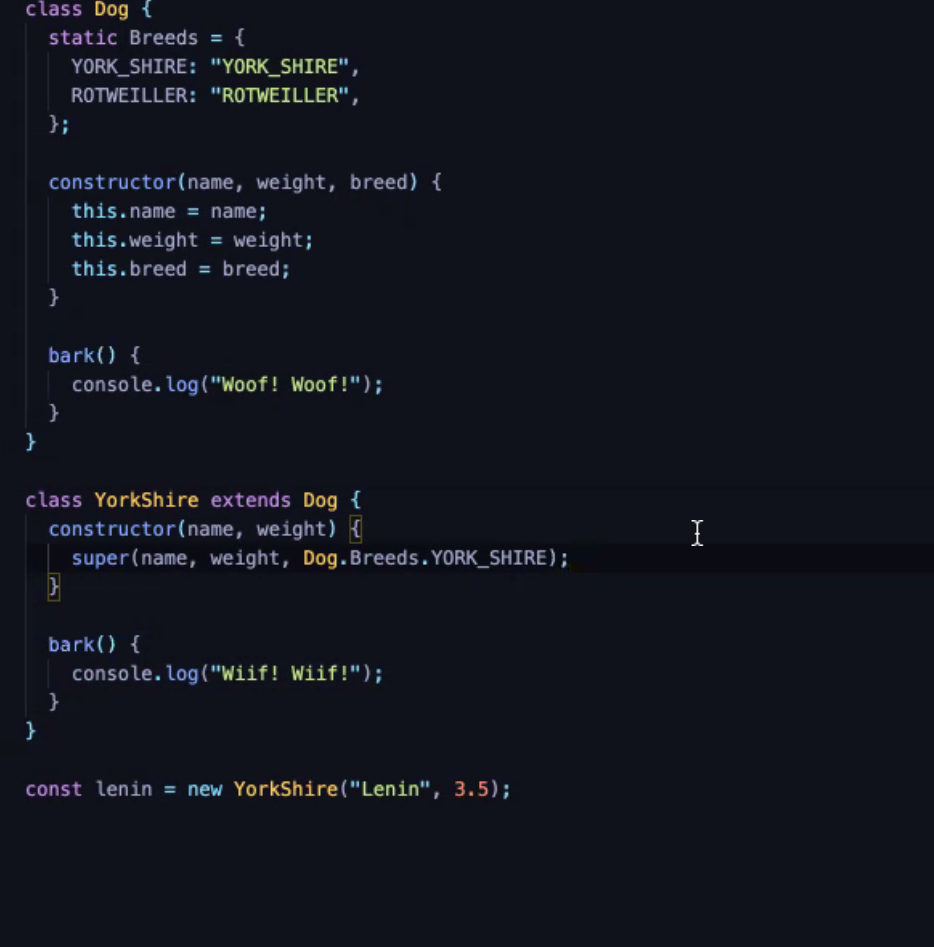 class Dog {
static Breeds = {
YORK_SHIRE: "YORK_SHIRE",
ROTWEILLER: "ROTWEILLER",
};
constructor(name, weight, breed) {
this.name = name;
this.weight = weight;
this.breed = breed;
}
bark() {
console.log("Woof! Woof!");
}
}
class YorkShire extends Dog {
constructor(name, weight) {
super(name, weight, Dog.Breeds.YORK_SHIRE);
}
bark() {
console.log("Wiif! Wiif!");
}
}
const lenin = new YorkShire("Lenin", 3.5);